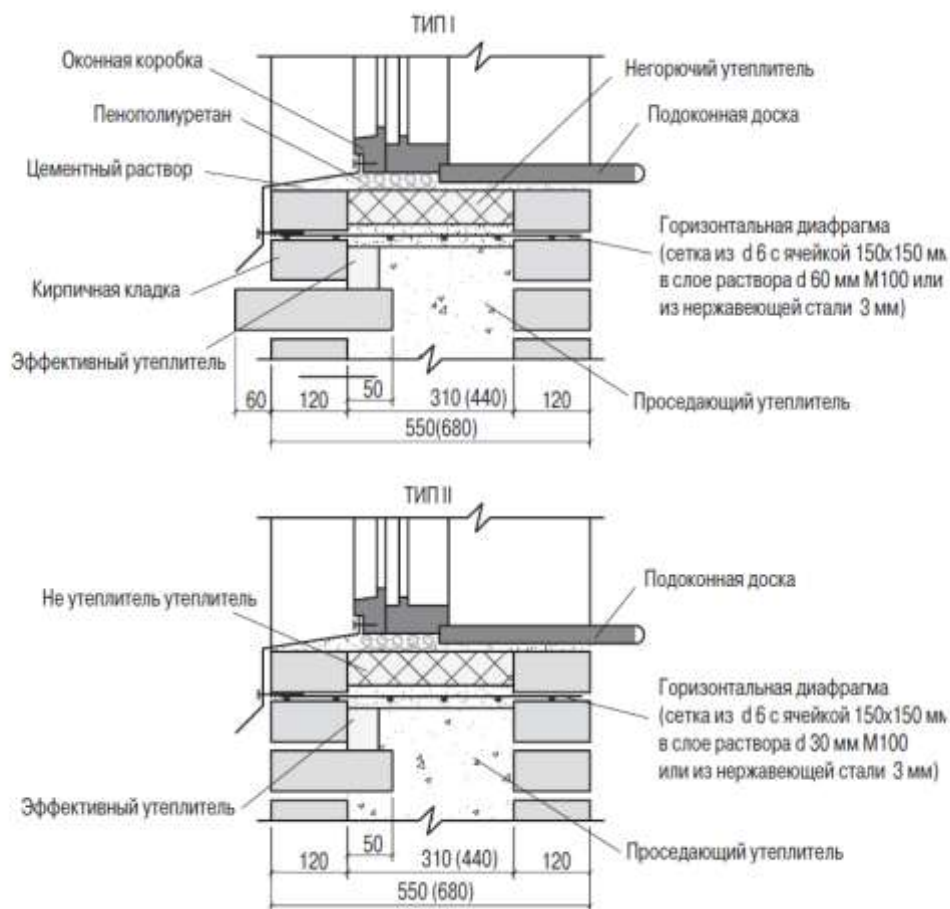 ТИП I
Оконная коробка
Негорючий утеплитель
Пенополиуретан
Подоконная доска
Цементный раствор
Горизонтальная диафрагма
(сетка из d 6 с ячейкой 150х150 мм
в слое раствора d 60 мм М100 или
из нержавеющей стали 3 мм)
Кирпичная кладка
Эффективный утеплитель
60
120
50
310 (440)
120
Проседающий утеплитель
550(680)
ТИП II
Подоконная доска
Не утеплитель утеплитель
Горизонтальная диафрагма
(сетка из d 6 с ячейкой 150х150 мм
в слое раствора d 30 мм М100
или из нержавеющей стали 3 мм)
Эффективный утеплитель
50
120
310 (440)
120
Проседающий утеплитель
550 (680)